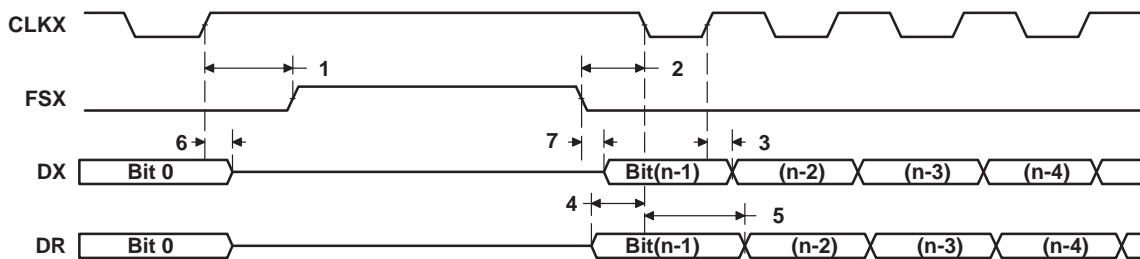 CLKX
1 2
FSX
6 7 3
DX Bit 0 Bit(n-1) (n-2) (n-3) (n-4)
4 5
DR Bit 0 Bit(n-1) (n-2) (n-3) (n-4)